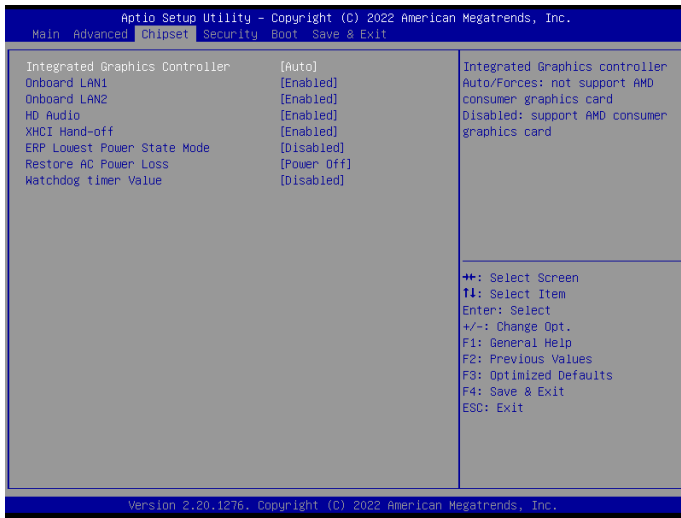 Aptio Setup Utility – Copyright (C) 2022 American Megatrends, Inc.
Main Advanced Chipset Security Boot Save & Exit
Integrated Graphics Controller [Auto]
Onboard LAN1 [Enabled]
Onboard LAN2 [Enabled]
HD Audio [Enabled]
XHCI Hand-off [Enabled]
ERP Lowest Power State Mode [Disabled]
Restore AC Power Loss [Power Off]
Watchdog timer Value [Disabled]
Integrated Graphics controller
Auto/Forces: not support AMD
consumer graphics card
Disabled: support AMD consumer
graphics card
→←: Select Screen
↑↓: Select Item
Enter: Select
+/-: Change Opt.
F1: General Help
F2: Previous Values
F3: Optimized Defaults
F4: Save & Exit
ESC: Exit
Version 2.20.1276. Copyright (C) 2022 American Megatrends, Inc.